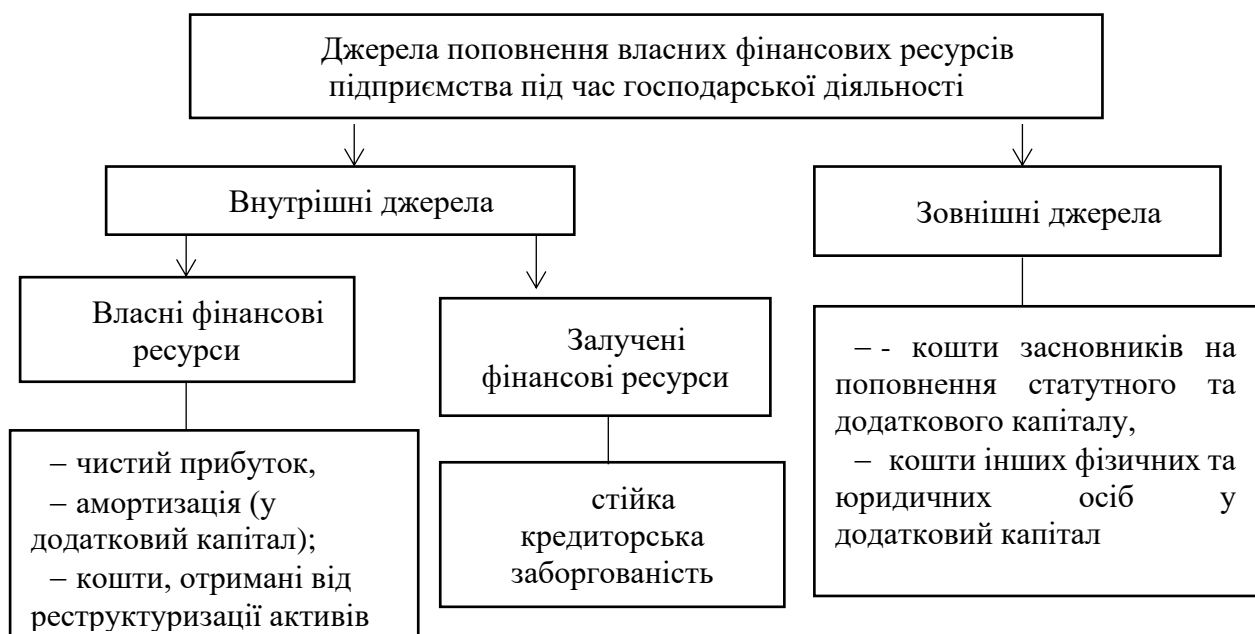 Джерела поповнення власних фінансових ресурсів
підприємства під час господарської діяльності
Внутрішні джерела
Зовнішні джерела
Власні фінансові
ресурси
Залучені
фінансові ресурси
– чистий прибуток,
– амортизація (у
додатковий капітал);
– кошти, отримані від
реструктуризації активів
стійка
кредиторська
заборгованість
– - кошти засновників на
поповнення статутного та
додаткового капіталу,
– кошти інших фізичних та
юридичних осіб у
додатковий капітал